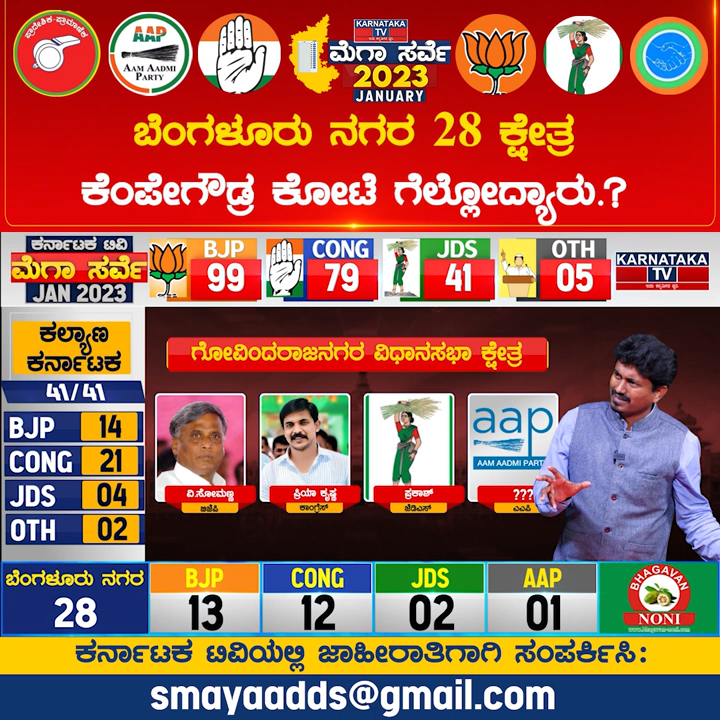 ಪ್ರಾದೇಶಿಕ-ಪ್ರಾಮಾಣಿಕ
AAP
AAM AADMI
PARTY
KARNATAKA
TV
ಮೆಗಾ ಸರ್ವೆ
2023
JANUARY
ಬೆಂಗಳೂರು ನಗರ 28 ಕ್ಷೇತ್ರ
ಕೆಂಪೇಗೌಡ್ರ ಕೋಟೆ ಗೆಲ್ಲೋದ್ಯಾರು.?
ಕರ್ನಾಟಕ ಟಿವಿ
ಮೆಗಾ ಸರ್ವೆ
JAN 2023
BJP
99
CONG
79
JDS
41
OTH
05
KARNATAKA
TV
ಕಲ್ಯಾಣ
ಕರ್ನಾಟಕ
41/41
BJP 14
CONG 21
JDS 04
OTH 02
ಗೋವಿಂದರಾಜನಗರ ವಿಧಾನಸಭಾ ಕ್ಷೇತ್ರ
aap
AAM AADMI PART
ವಿ.ಸೋಮಣ್ಣ
ಬಿಜೆಪಿ
ಪ್ರಿಯಾ ಕೃಷ್ಣ
ಕಾಂಗ್ರೆಸ್
ಪ್ರಕಾಶ್
ಜೆಡಿಎಸ್
???
ಎಎಪಿ
ಬೆಂಗಳೂರು ನಗರ
28
BJP
13
CONG
12
JDS
02
AAP
01
BHAGAVAN
NONI
ಕರ್ನಾಟಕ ಟಿವಿಯಲ್ಲಿ ಜಾಹೀರಾತಿಗಾಗಿ ಸಂಪರ್ಕಿಸಿ:
smayaadds@gmail.com